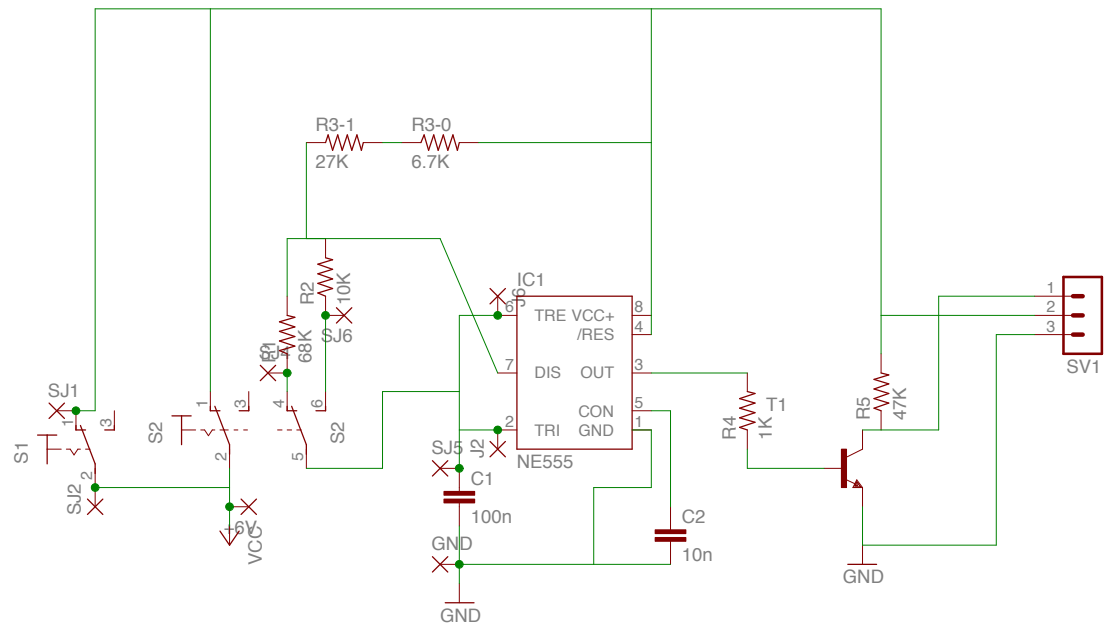 R3-1
R3-0
27K
6.7K
IC1
J6
R2
10K
SJ6
R1
68K
6
TRE
VCC+
8
/RES
4
7
DIS
OUT
3
CON
5
2
TRI
GND
1
NE555
J2
1
2
3
SV1
SJ1
1
3
S1
2
SJ2
1
3
S2
2
4
6
5
S2
+6V
VCC
SJ5
C1
100n
GND
GND
C2
10n
R4
1K
T1
R5
47K
GND